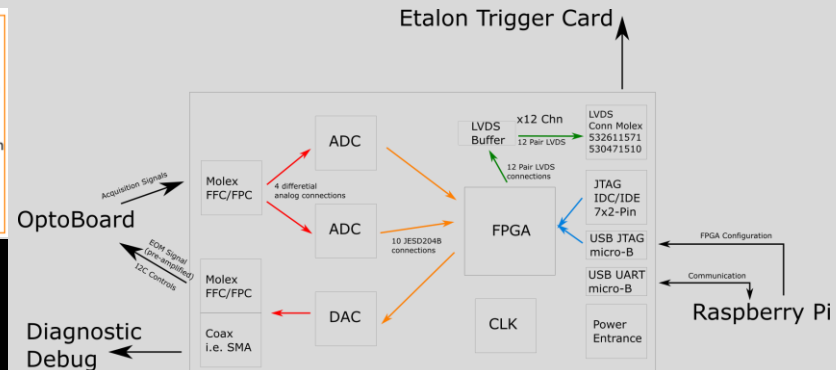 Etalon Trigger Card
n
ADC
LVDS
Buffer
x12 Chn
12 Pair LVDS
LVDS
Conn Molex
532611571
530471510
12 Pair LVDS
connections
Acquisition Signals
Molex
FFC/FPC
4 differetial
analog connections
ADC
FPGA
JTAG
IDC/IDE
7x2-Pin
OptoBoard
10 JESD204B
connections
USB JTAG
micro-B
FPGA Configuration
EOM Signal
(pre-amplified)
I2C Controls
Molex
FFC/FPC
USB UART
micro-B
Communication
Raspberry Pi
DAC
CLK
Power
Entrance
Coax
i.e. SMA
Diagnostic
Debug